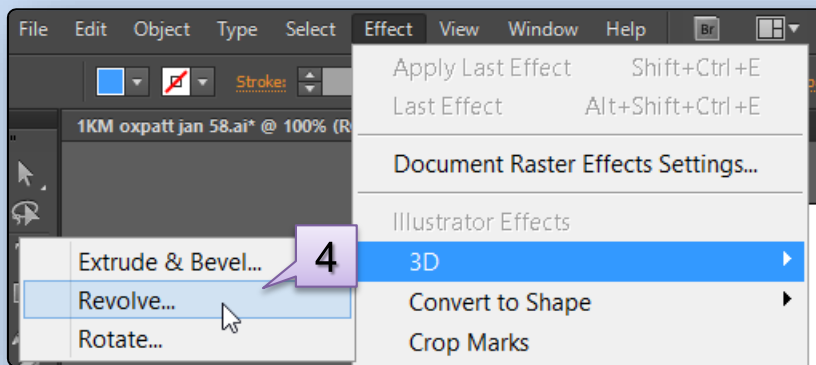 File Edit Object Type Select Effect View Window Help Br
Stroke:
Apply Last Effect Shift+Ctrl+E
Last Effect Alt+Shift+Ctrl+E
1KM oxpatt jan 58.ai* @ 100% (R
Document Raster Effects Settings...
Illustrator Effects
3D
Convert to Shape
Crop Marks
Extrude & Bevel...
Revolve...
Rotate...
4